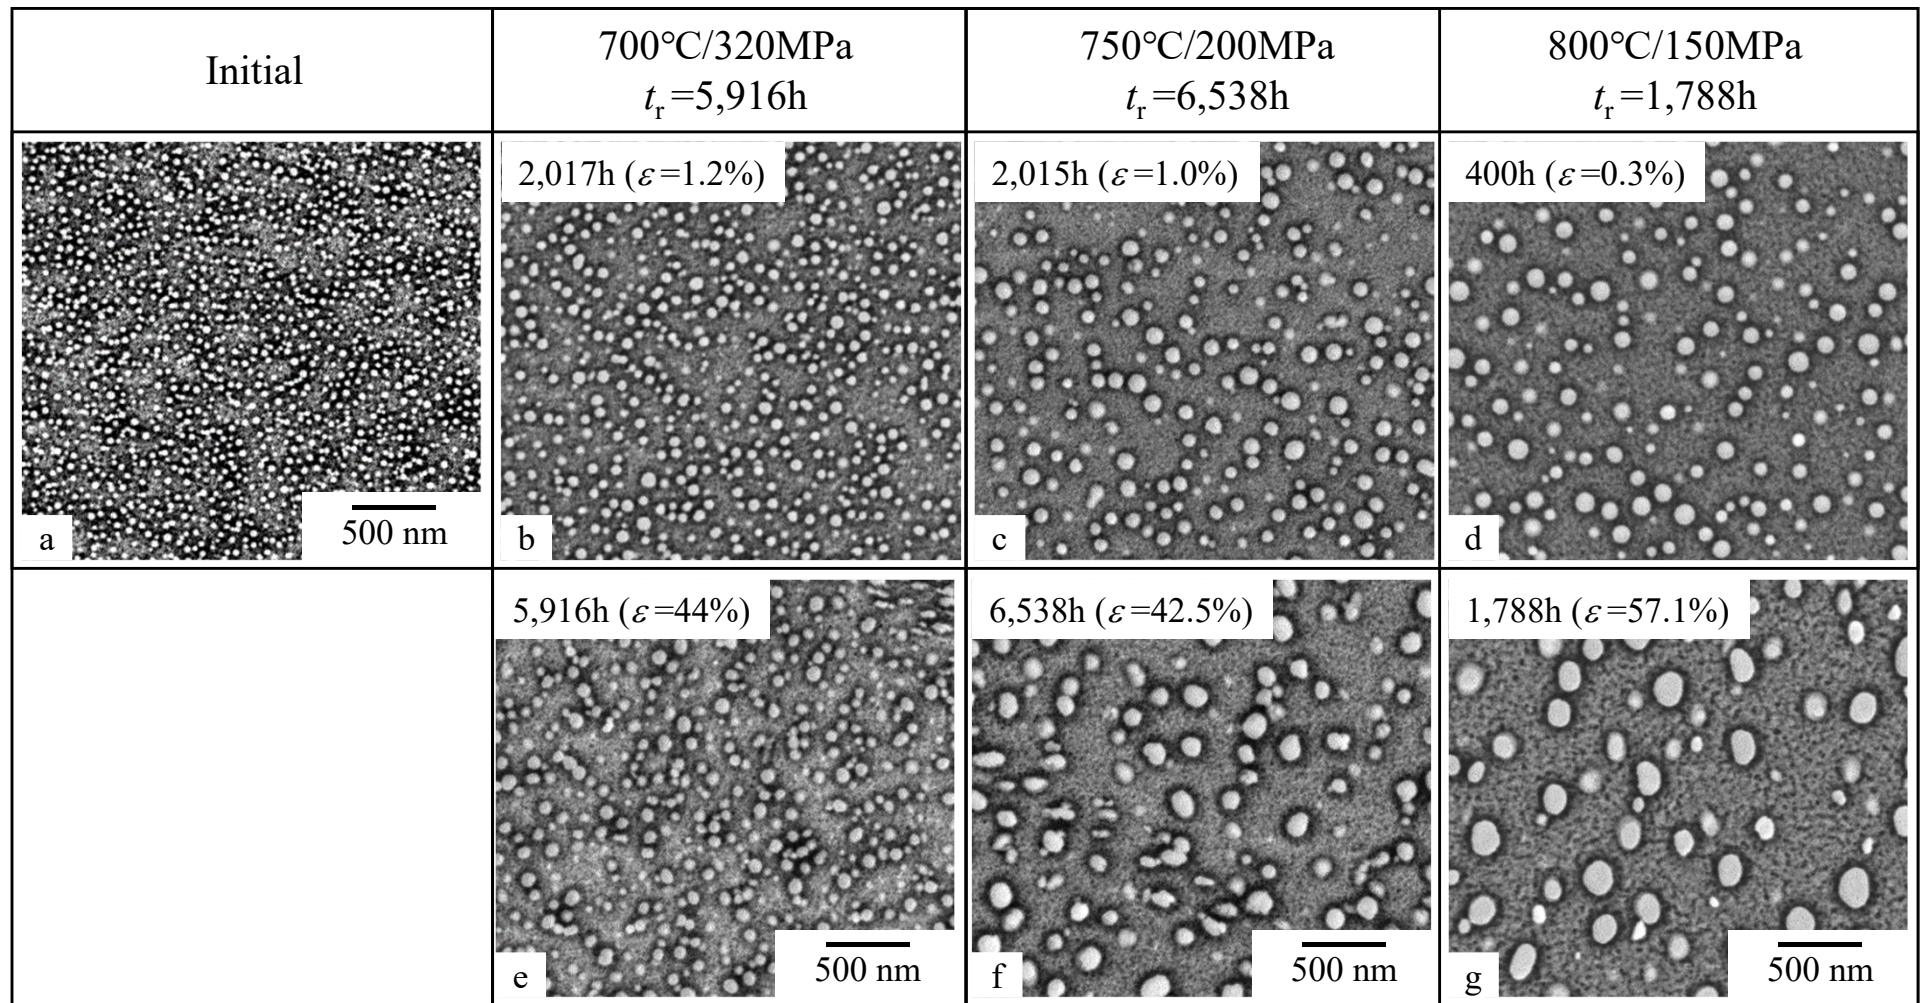 Initial
700℃/320MPa
tr=5,916h
750℃/200MPa
tr=6,538h
800℃/150MPa
tr=1,788h
a
500 nm
2,017h (ε=1.2%)
b
2,015h (ε=1.0%)
c
400h (ε=0.3%)
d
5,916h (ε=44%)
e
500 nm
6,538h (ε=42.5%)
f
500 nm
1,788h (ε=57.1%)
g
500 nm